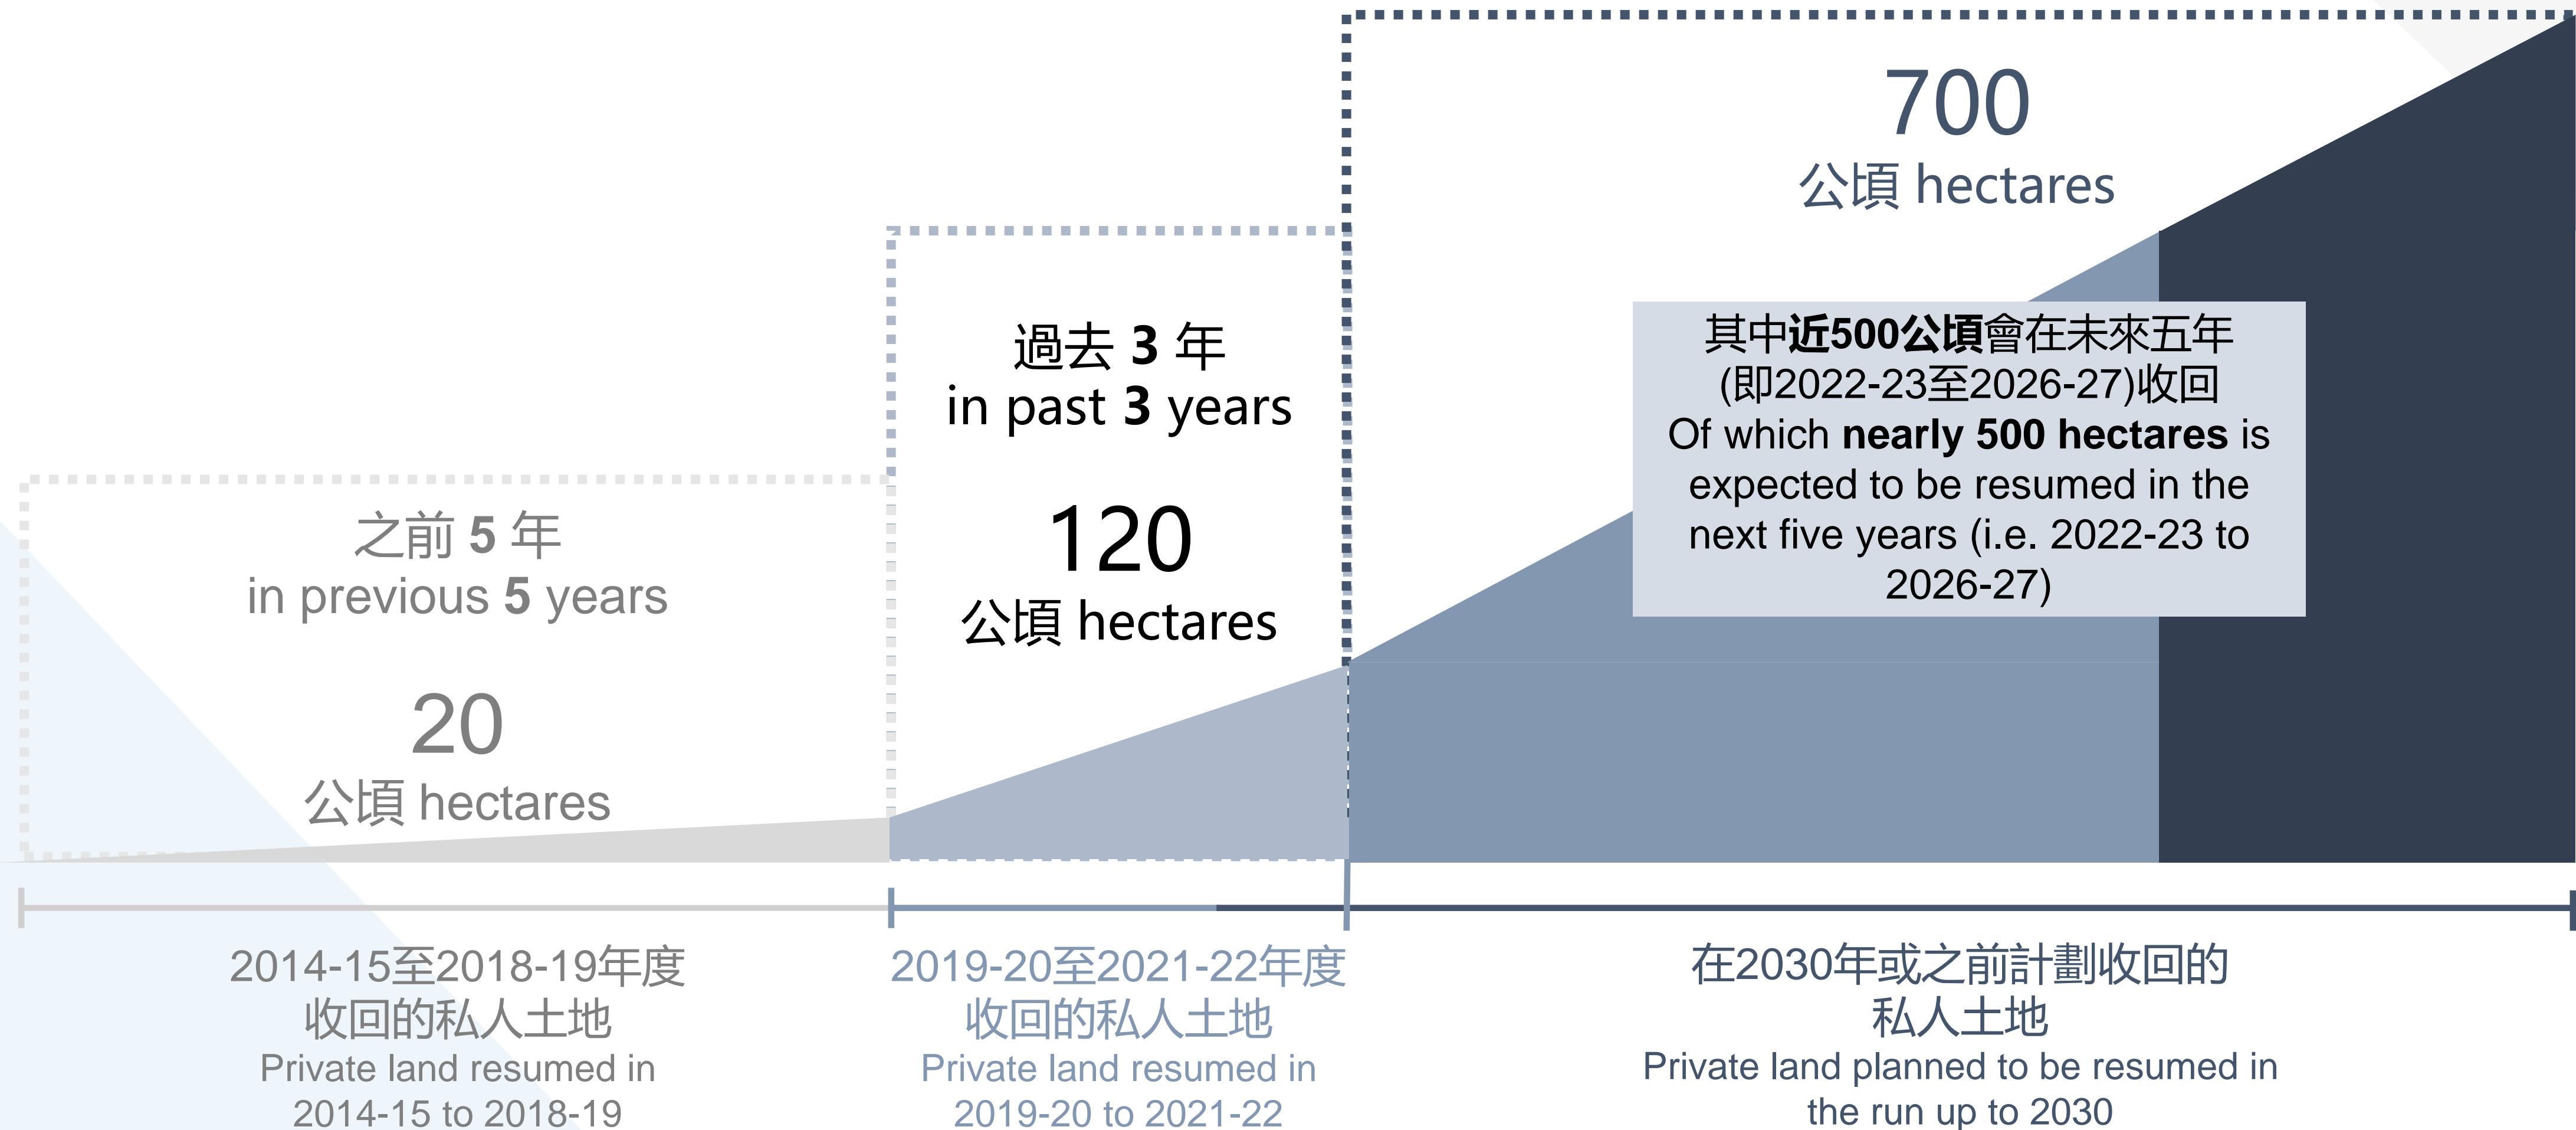 之前 5 年
in previous 5 years
20
公頃 hectares
2014-15至2018-19年度
收回的私人土地
Private land resumed in
2014-15 to 2018-19
過去 3 年
in past 3 years
120
公頃 hectares
2019-20至2021-22年度
收回的私人土地
Private land resumed in
2019-20 to 2021-22
700
公頃 hectares
其中近500公頃會在未來五年
(即2022-23至2026-27)收回
Of which nearly 500 hectares is
expected to be resumed in the
next five years (i.e. 2022-23 to
2026-27)
在2030年或之前計劃收回的
私人土地
Private land planned to be resumed in
the run up to 2030